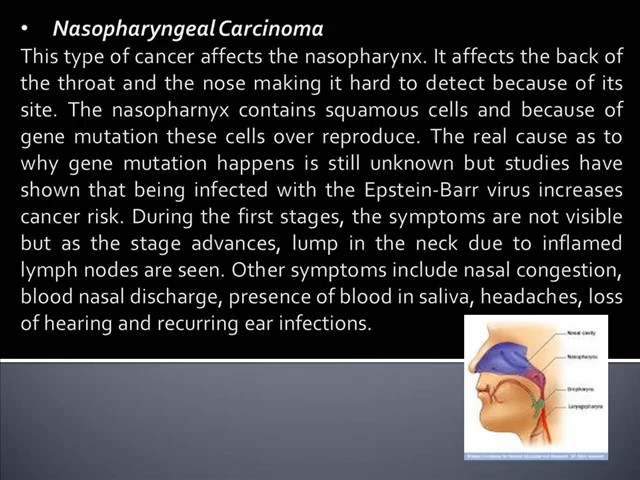 • Nasopharyngeal Carcinoma
This type of cancer affects the nasopharynx. It affects the back of
the throat and the nose making it hard to detect because of its
site. The nasopharnyx contains squamous cells and because of
gene mutation these cells over reproduce. The real cause as to
why gene mutation happens is still unknown but studies have
shown that being infected with the Epstein-Barr virus increases
cancer risk. During the first stages, the symptoms are not visible
but as the stage advances, lump in the neck due to inflamed
lymph nodes are seen. Other symptoms include nasal congestion,
blood nasal discharge, presence of blood in saliva, headaches, loss
of hearing and recurring ear infections.
Nasal cavity
Nasopharynx
Oropharynx
Laryngopharynx